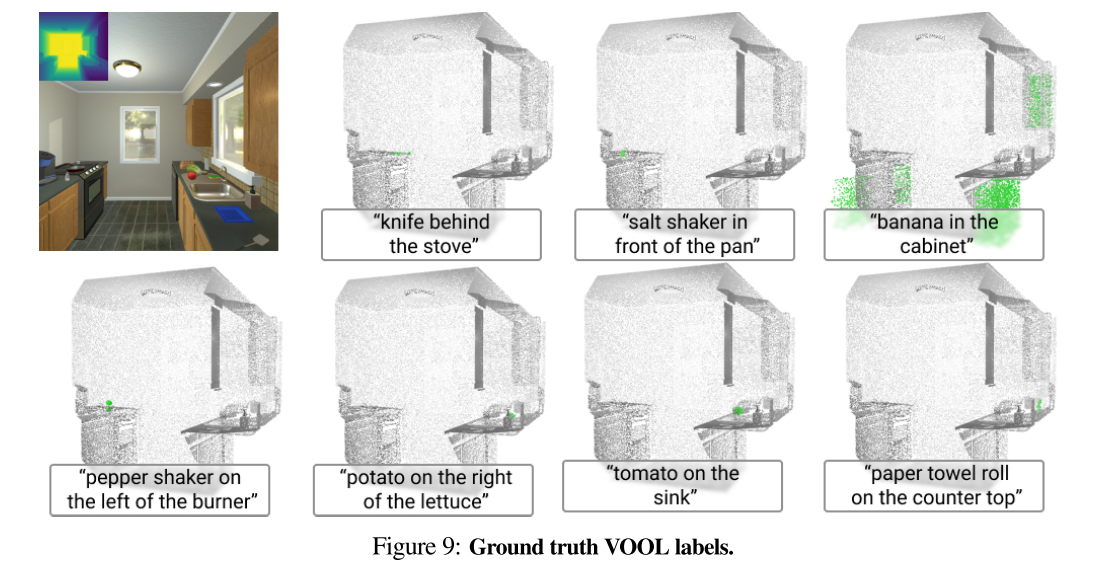 “knife behind
the stove”
“salt shaker in
front of the pan”
“banana in the
cabinet”
“pepper shaker on
the left of the burner”
“potato on the right
of the lettuce”
“tomato on the
sink”
“paper towel roll
on the counter top”
Figure 9: Ground truth VOOL labels.